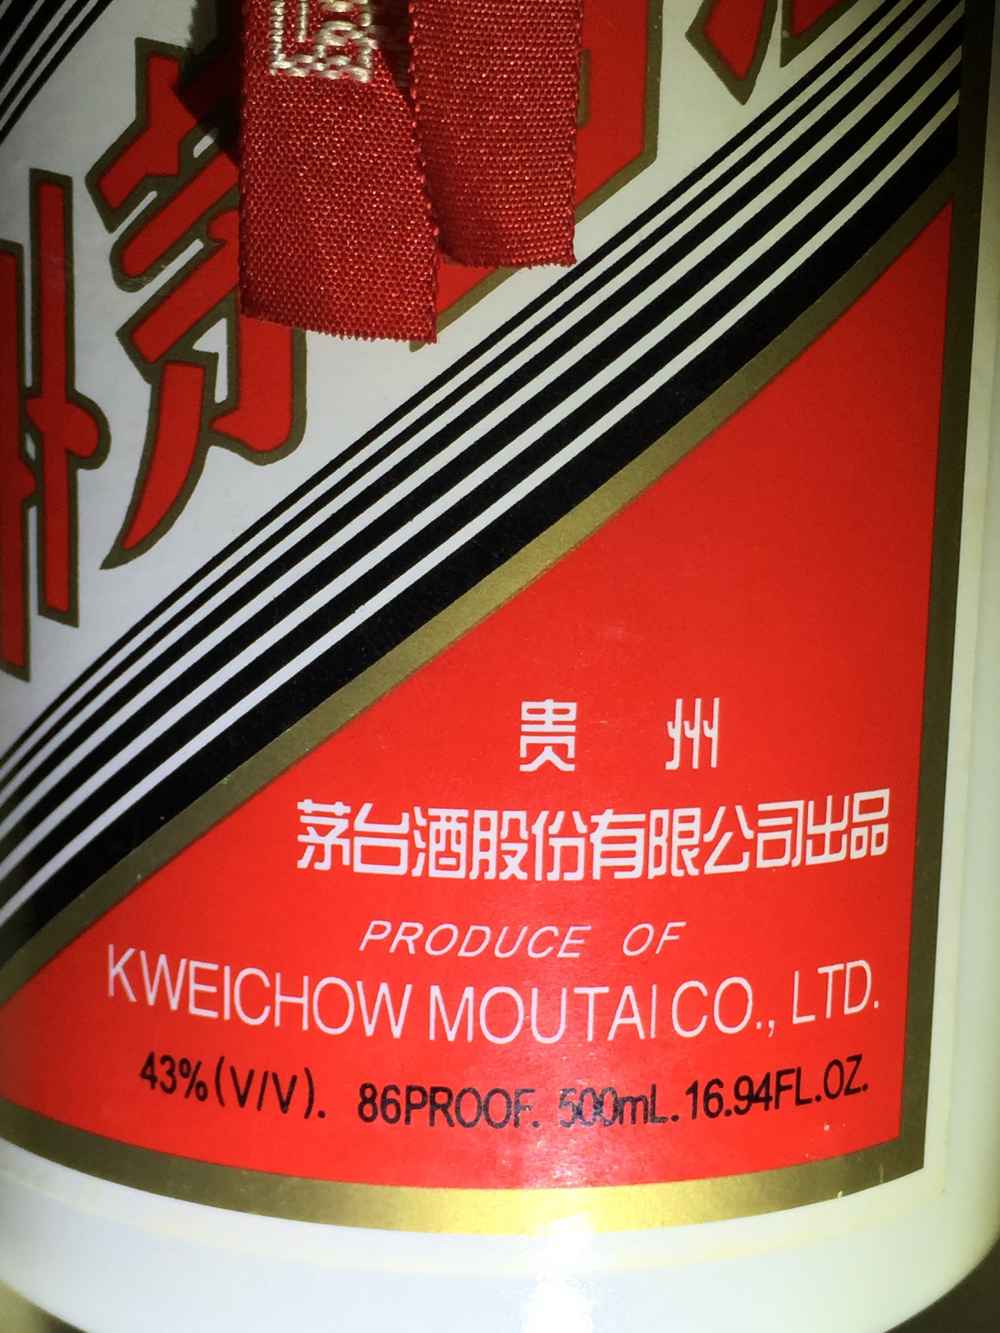 贵 州
茅台酒股份有限公司出品
PRODUCE OF
KWEICHOW MOUTAI CO., LTD.
43% (V/V). 86PROOF. 500mL. 16.94FL.OZ.